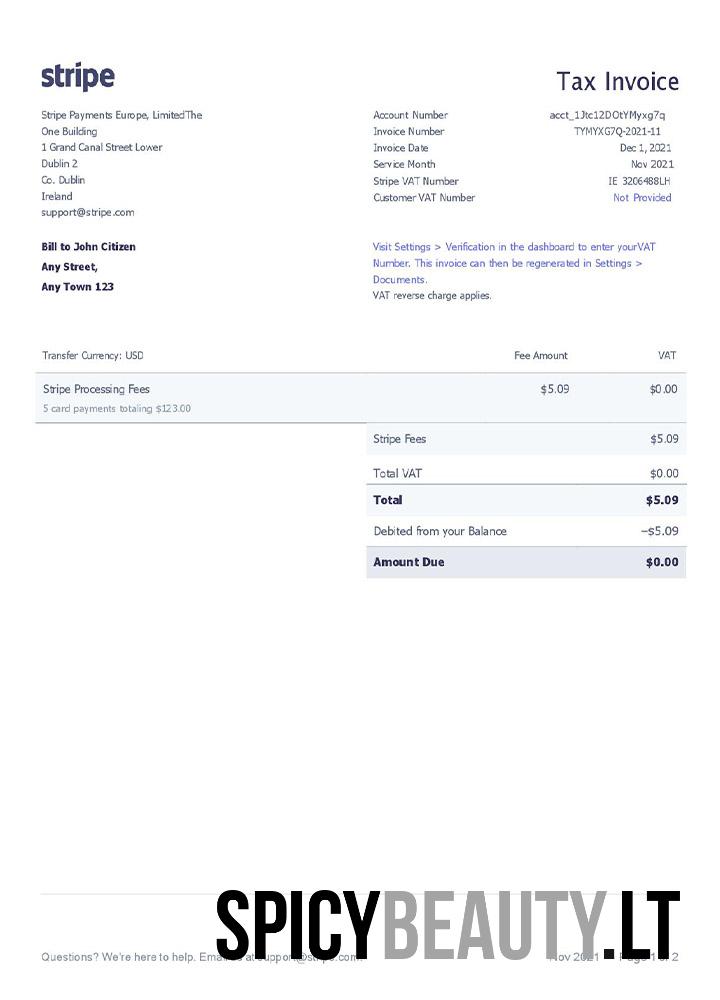 stripe
Tax Invoice
Stripe Payments Europe, LimitedThe
One Building
1 Grand Canal Street Lower
Dublin 2
Co. Dublin
Ireland
support@stripe.com
Account Number acct_1Jtc12DOtYMyxg7q
Invoice Number TYMYXG7Q-2021-11
Invoice Date Dec 1, 2021
Service Month Nov 2021
Stripe VAT Number IE 3206488LH
Customer VAT Number Not Provided
Bill to John Citizen
Any Street,
Any Town 123
Visit Settings > Verification in the dashboard to enter yourVAT
Number. This invoice can then be regenerated in Settings >
Documents.
VAT reverse charge applies.
Transfer Currency: USD Fee Amount VAT
Stripe Processing Fees $5.09 $0.00
5 card payments totaling $123.00
Stripe Fees $5.09
Total VAT $0.00
Total $5.09
Debited from your Balance −$5.09
Amount Due $0.00
SPICYBEAUTY.LT
Questions? We're here to help. Email us at support@stripe.com. Nov 2021 Page 1 of 2